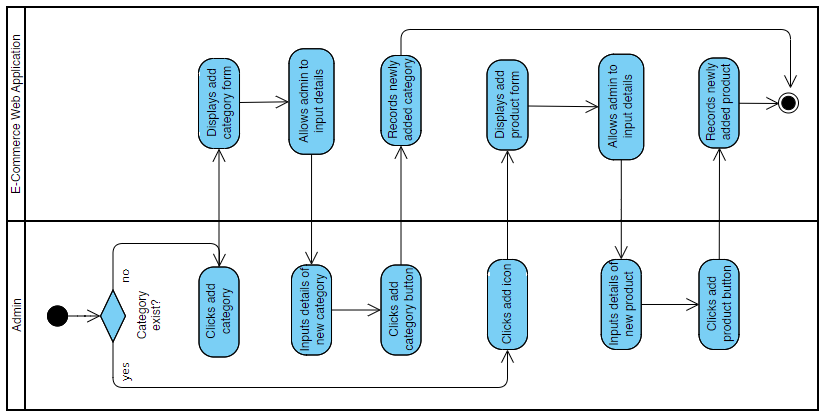 E-Commerce Web Application
Displays add
category form
Allows admin to
input details
Records newly
added category
Displays add
product form
Allows admin to
input details
Records newly
added product
Admin
no
Category
exist?
yes
Clicks add
category
Inputs details of
new category
Clicks add
category button
Clicks add icon
Inputs details of
new product
Clicks add
product button